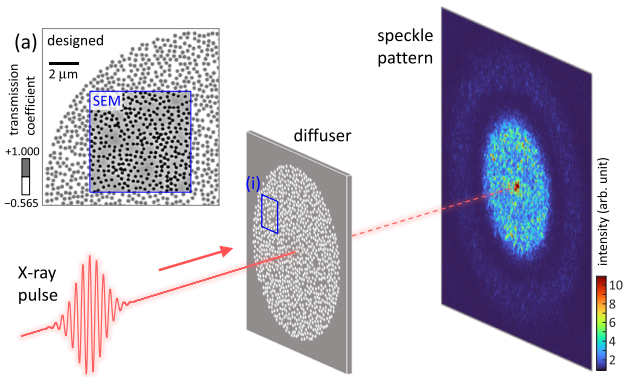 (a)
designed
2 μm
SEM
transmission
coefficient
+1.000
−0.565
diffuser
(i)
X-ray
pulse
speckle
pattern
intensity (arb. unit)
10
8
6
4
2